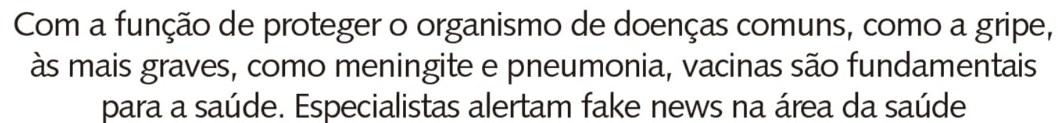 Com a função de proteger o organismo de doenças comuns, como a gripe,
às mais graves, como meningite e pneumonia, vacinas são fundamentais
para a saúde. Especialistas alertam fake news na área da saúde